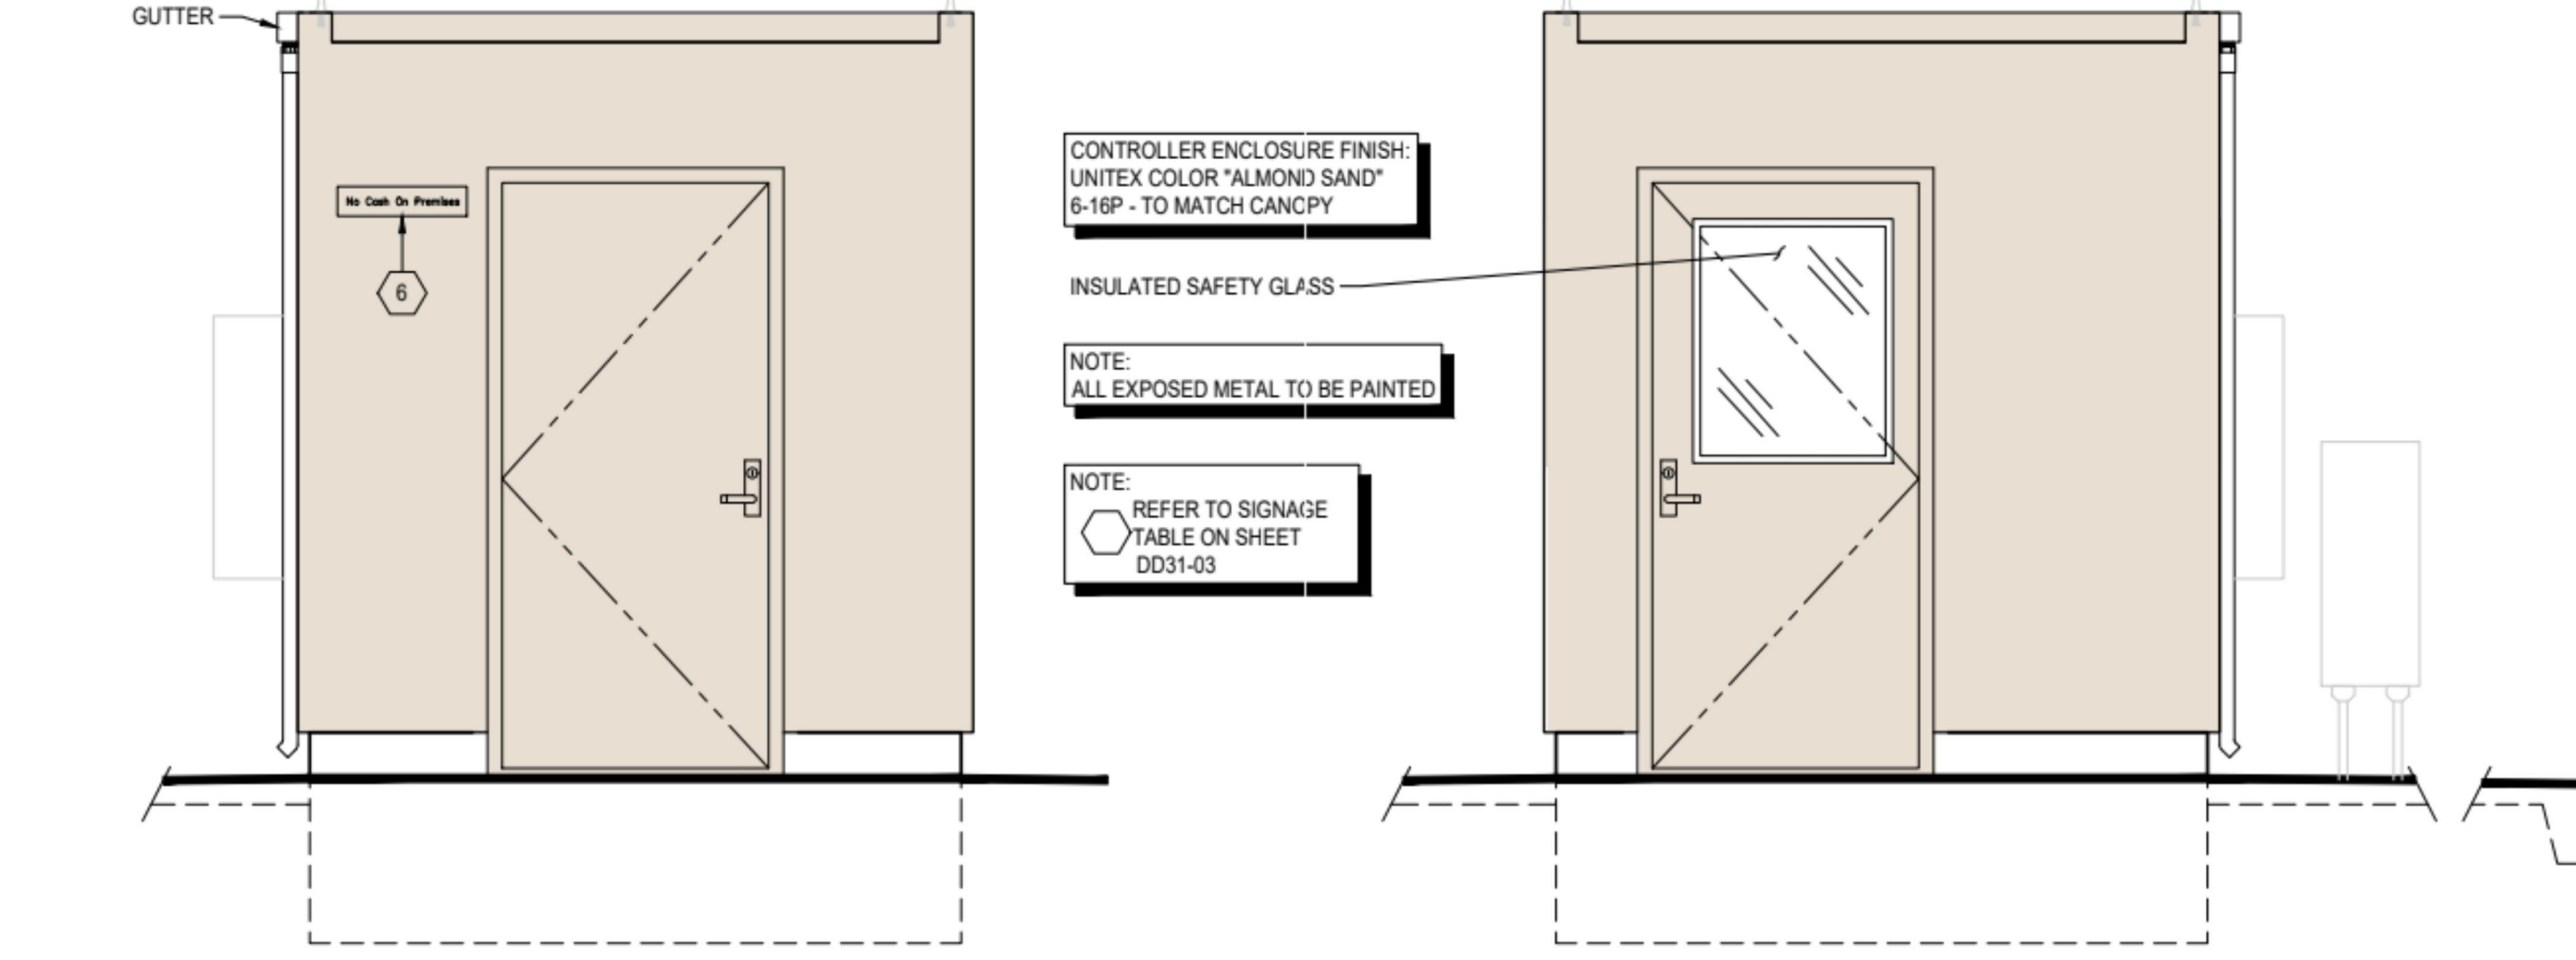 GUTTER
No Cash On Premises
6
CONTROLLER ENCLOSURE FINISH:
UNITEX COLOR "ALMOND SAND"
6-16P - TO MATCH CANOPY
INSULATED SAFETY GLASS
NOTE:
ALL EXPOSED METAL TO BE PAINTED
NOTE:
REFER TO SIGNAGE
TABLE ON SHEET
DD31-03